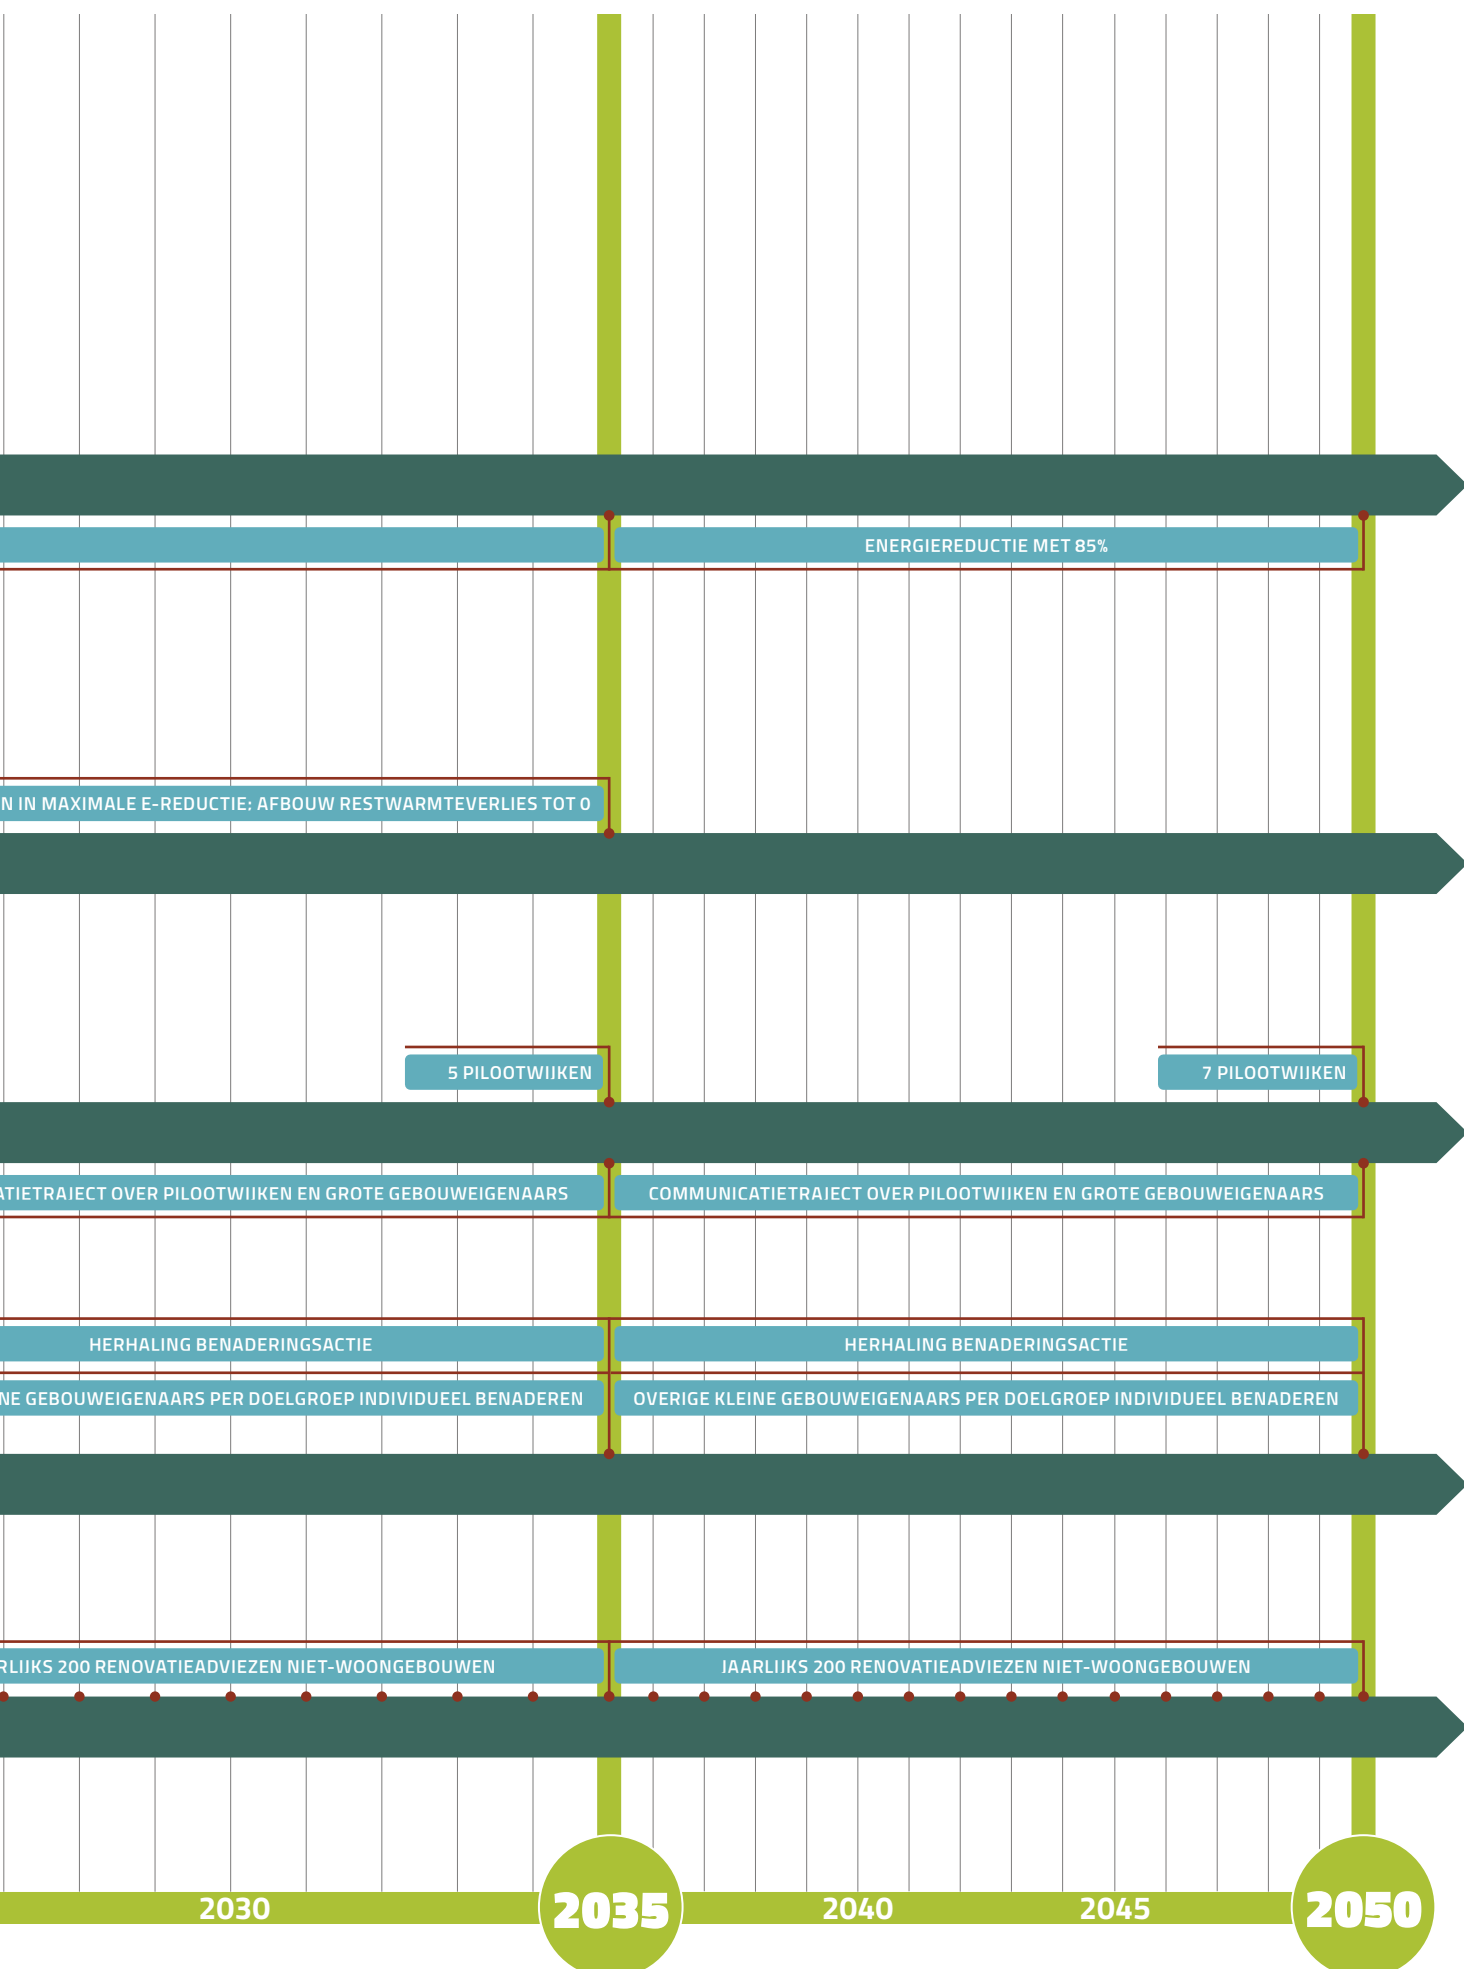 ENERGIEREDUCTIE MET 85%
N IN MAXIMALE E-REDUCTIE; AFBOUW RESTWARMTEVERLIES TOT 0
5 PILOOTWIJKEN
7 PILOOTWIJKEN
ATIETRAJECT OVER PILOOTWIJKEN EN GROTE GEBOUWEIGENAARS
COMMUNICATIETRAJECT OVER PILOOTWIJKEN EN GROTE GEBOUWEIGENAARS
HERHALING BENADERINGSACTIE
HERHALING BENADERINGSACTIE
NE GEBOUWEIGENAARS PER DOELGROEP INDIVIDUEEL BENADEREN
OVERIGE KLEINE GEBOUWEIGENAARS PER DOELGROEP INDIVIDUEEL BENADEREN
RLIJKS 200 RENOVATIEADVIEZEN NIET-WOONGEBOUWEN
JAARLIJKS 200 RENOVATIEADVIEZEN NIET-WOONGEBOUWEN
2030
2035
2040
2045
2050